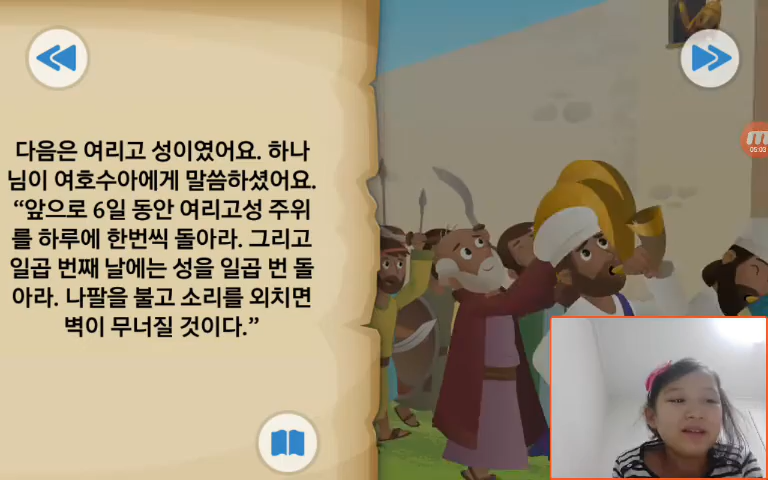 다음은 여리고 성이였어요. 하나
님이 여호수아에게 말씀하셨어요.
“앞으로 6일 동안 여리고성 주위
를 하루에 한번씩 돌아라. 그리고
일곱 번째 날에는 성을 일곱 번 돌
아라. 나팔을 불고 소리를 외치면
벽이 무너질 것이다.”
05:03